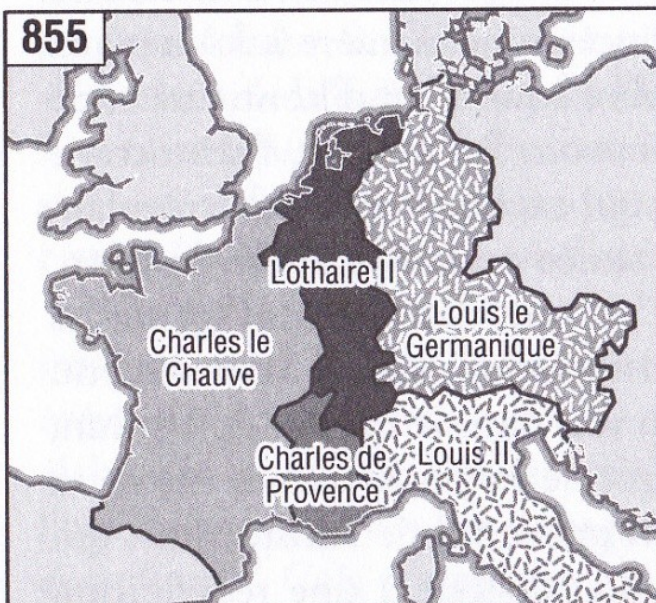 855
Lothaire II
Charles le
Chauve
Louis le
Germanique
Charles de
Provence
Louis II